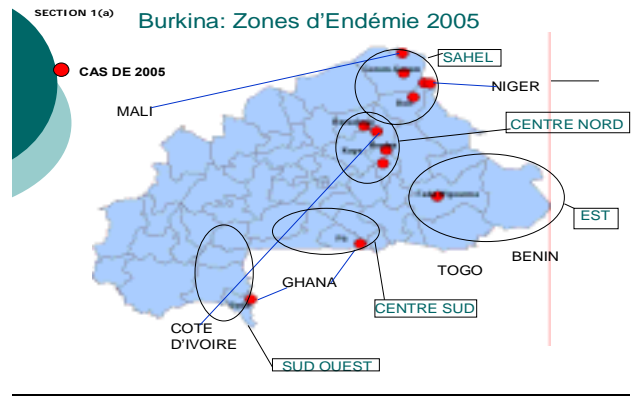 SECTION 1(a)
Burkina: Zones d'Endémie 2005
CAS DE 2005
SAHEL
MALI
NIGER
CENTRE NORD
EST
BENIN
TOGO
GHANA
CENTRE SUD
COTE
D'IVOIRE
SUD OUEST